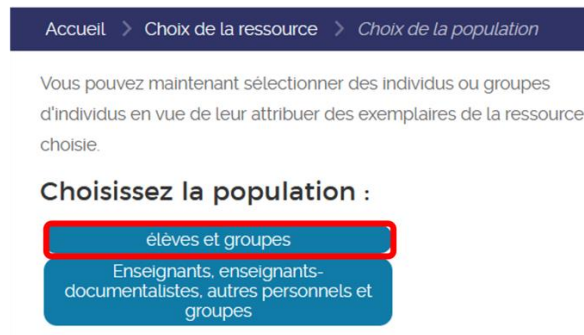 Accueil > Choix de la ressource > Choix de la population
Vous pouvez maintenant sélectionner des individus ou groupes
d'individus en vue de leur attribuer des exemplaires de la ressource
choisie.
Choisissez la population :
élèves et groupes
Enseignants, enseignants-
documentalistes, autres personnels et
groupes